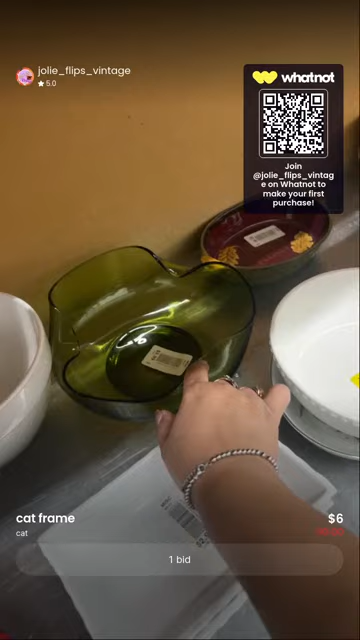 jolie_flips_vintage
★ 5.0
whatnot
Join
@jolie_flips_vintag
e on Whatnot to
make your first
purchase!
cat frame
$6
cat
1 bid